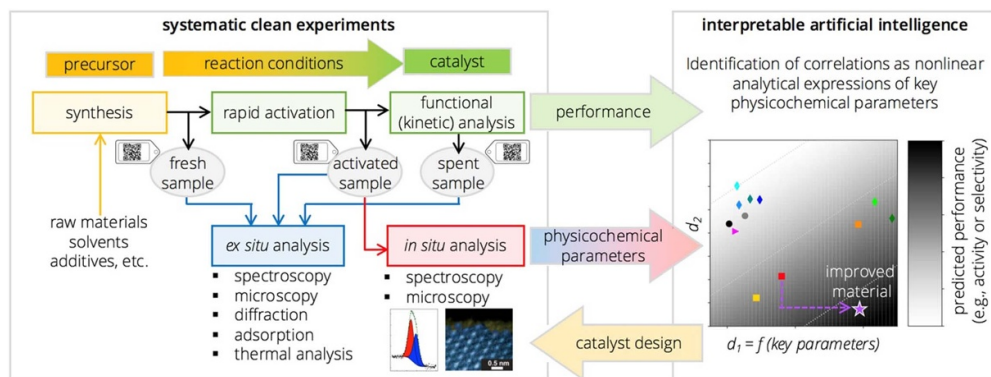 systematic clean experiments
precursor
reaction conditions
catalyst
synthesis
rapid activation
functional
(kinetic) analysis
fresh
sample
activated
sample
spent
sample
raw materials
solvents
additives, etc.
ex situ analysis
▪ spectroscopy
▪ microscopy
▪ diffraction
▪ adsorption
▪ thermal analysis
in situ analysis
▪ spectroscopy
▪ microscopy
0.5 nm
performance
physicochemical
parameters
catalyst design
interpretable artificial intelligence
Identification of correlations as nonlinear
analytical expressions of key
physicochemical parameters
d2
improved
material
d1 = f (key parameters)
predicted performance
(e.g., activity or selectivity)